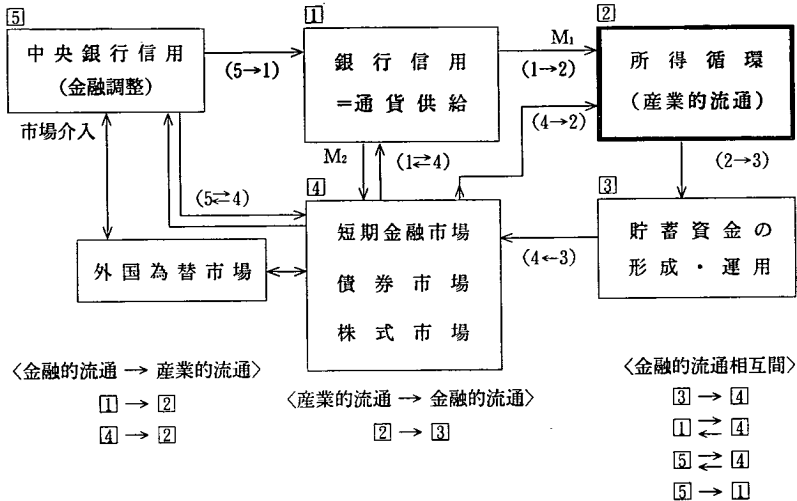 5
中央銀行信用
(金融調整)
(5→1)
1
銀行信用
=通貨供給
M₁
(1→2)
2
所得循環
(産業的流通)
市場介入
M₂
(1⇄4)
(4→2)
(2→3)
(5⇄4)
4
短期金融市場
債券市場
株式市場
(4←3)
3
貯蓄資金の
形成・運用
外国為替市場
〈金融的流通→産業的流通〉
1→2
4→2
〈産業的流通→金融的流通〉
2→3
〈金融的流通相互間〉
3→4
1⇄4
5⇄4
5→1